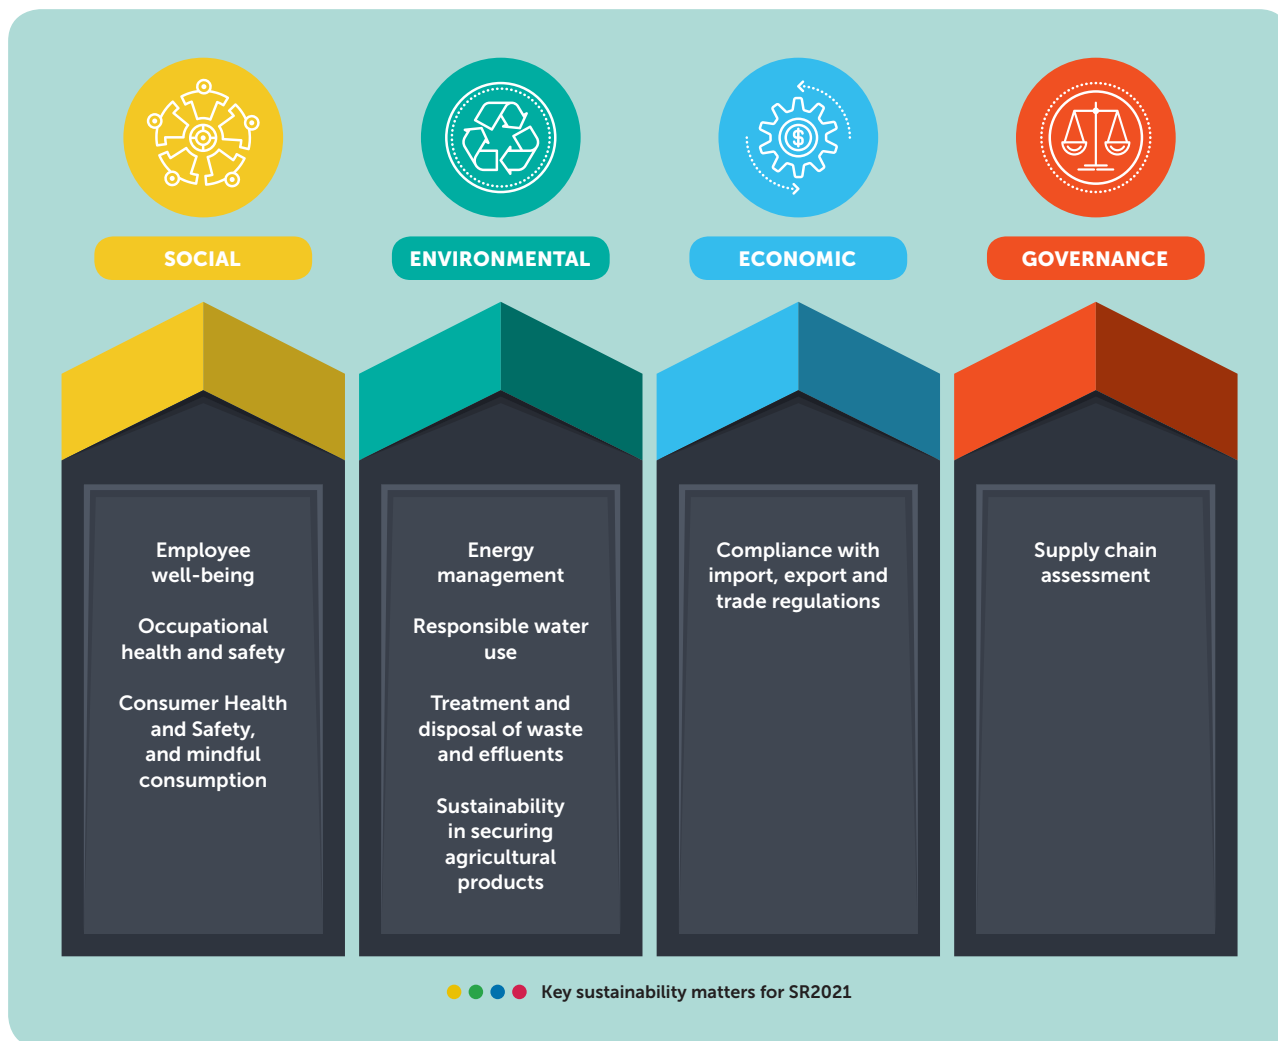 SOCIAL
ENVIRONMENTAL
ECONOMIC
GOVERNANCE
Employee
well-being
Occupational
health and safety
Consumer Health
and Safety,
and mindful
consumption
Energy
management
Responsible water
use
Treatment and
disposal of waste
and effluents
Sustainability
in securing
agricultural
products
Compliance with
import, export and
trade regulations
Supply chain
assessment
$
Key sustainability matters for SR2021